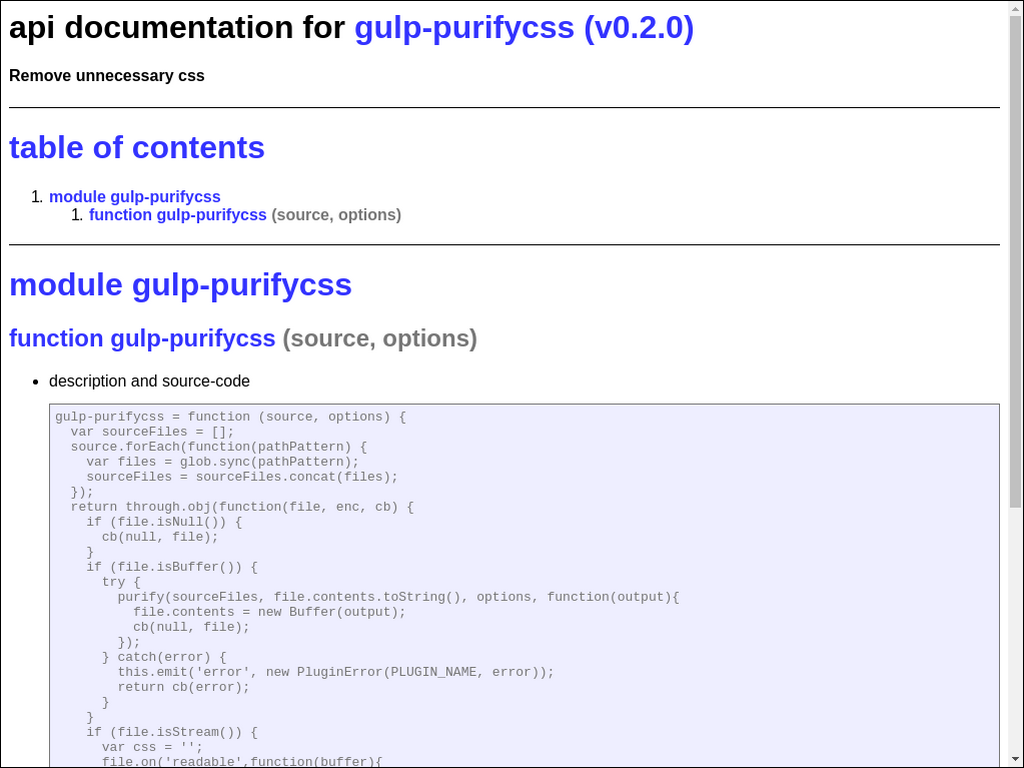 api documentation for gulp-purifycss (v0.2.0)
Remove unnecessary css
table of contents
1. module gulp-purifycss
1. function gulp-purifycss (source, options)
module gulp-purifycss
function gulp-purifycss (source, options)
• description and source-code
gulp-purifycss = function (source, options) {
  var sourceFiles = [];
  source.forEach(function(pathPattern) {
    var files = glob.sync(pathPattern);
    sourceFiles = sourceFiles.concat(files);
  });
  return through.obj(function(file, enc, cb) {
    if (file.isNull()) {
      cb(null, file);
    }
    if (file.isBuffer()) {
      try {
        purify(sourceFiles, file.contents.toString(), options, function(output){
          file.contents = new Buffer(output);
          cb(null, file);
        });
      } catch(error) {
        this.emit('error', new PluginError(PLUGIN_NAME, error));
        return cb(error);
      }
    }
    if (file.isStream()) {
      var css = '';
      file.on('readable',function(buffer){